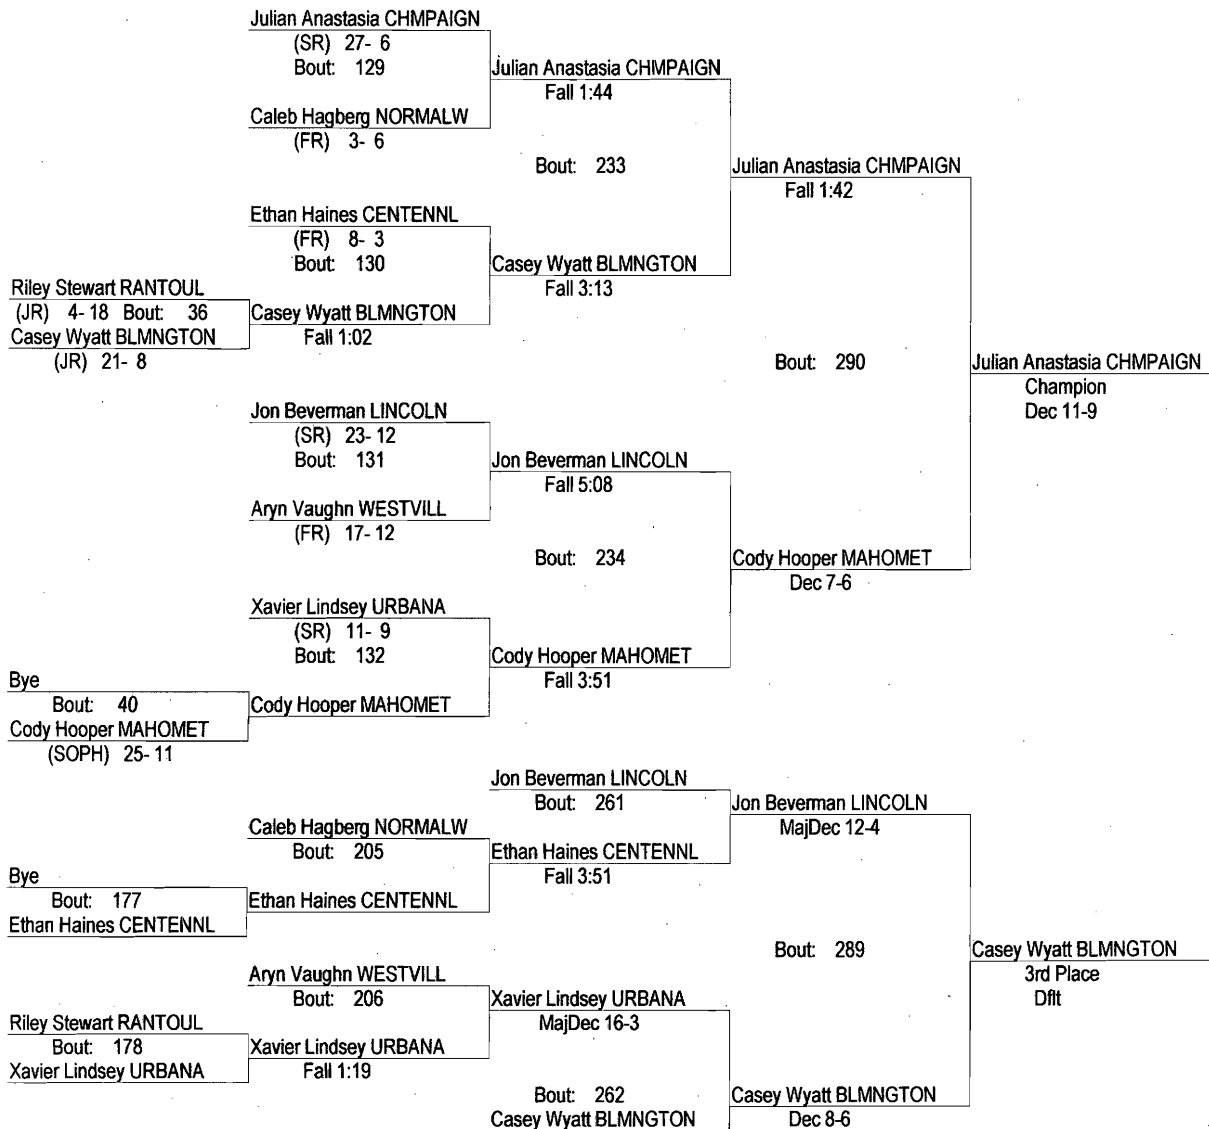 Julian Anastasia CHMPAIGN
(SR) 27- 6
Bout: 129
Julian Anastasia CHMPAIGN
Fall 1:44
Caleb Hagberg NORMALW
(FR) 3- 6
Bout: 233
Julian Anastasia CHMPAIGN
Fall 1:42
Ethan Haines CENTENNL
(FR) 8- 3
Bout: 130
Casey Wyatt BLMNGTON
Fall 3:13
Riley Stewart RANTOUL
(JR) 4- 18 Bout: 36
Casey Wyatt BLMNGTON
(JR) 21- 8
Casey Wyatt BLMNGTON
Fall 1:02
Bout: 290
Julian Anastasia CHMPAIGN
Champion
Dec 11-9
Jon Beverman LINCOLN
(SR) 23- 12
Bout: 131
Jon Beverman LINCOLN
Fall 5:08
Aryn Vaughn WESTVILL
(FR) 17- 12
Bout: 234
Cody Hooper MAHOMET
Dec 7-6
Xavier Lindsey URBANA
(SR) 11- 9
Bout: 132
Cody Hooper MAHOMET
Fall 3:51
Bye
Bout: 40
Cody Hooper MAHOMET
(SOPH) 25- 11
Cody Hooper MAHOMET
Jon Beverman LINCOLN
Bout: 261
Jon Beverman LINCOLN
MajDec 12-4
Caleb Hagberg NORMALW
Bout: 205
Ethan Haines CENTENNL
Fall 3:51
Bye
Bout: 177
Ethan Haines CENTENNL
Ethan Haines CENTENNL
Bout: 289
Casey Wyatt BLMNGTON
3rd Place
Dflt
Aryn Vaughn WESTVILL
Bout: 206
Xavier Lindsey URBANA
MajDec 16-3
Riley Stewart RANTOUL
Bout: 178
Xavier Lindsey URBANA
Xavier Lindsey URBANA
Fall 1:19
Bout: 262
Casey Wyatt BLMNGTON
Casey Wyatt BLMNGTON
Dec 8-6